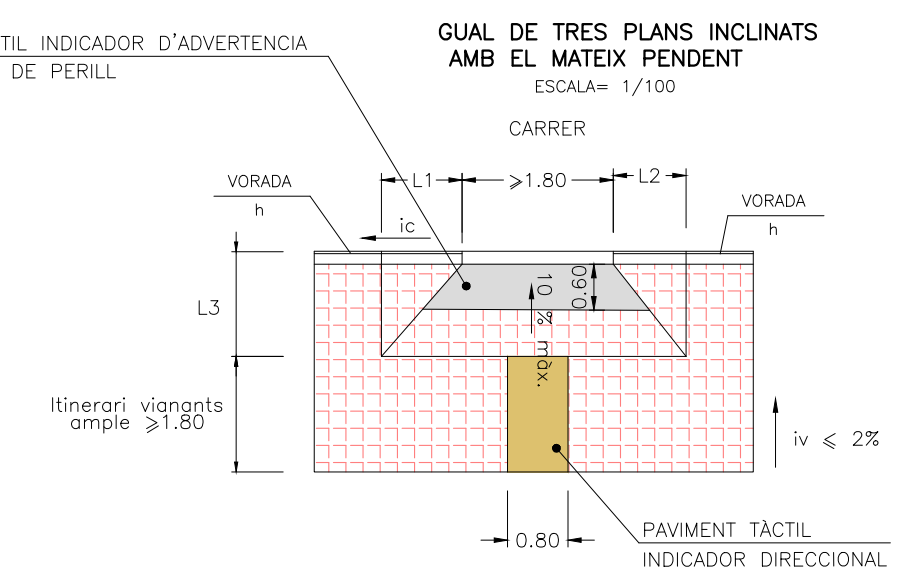 TIL INDICADOR D'ADVERTENCIA
DE PERILL
GUAL DE TRES PLANS INCLINATS
AMB EL MATEIX PENDENT
ESCALA= 1/100
CARRER
VORADA
h
L1
⩾1.80
L2
VORADA
h
ic
L3
0.60
10 % màx.
Itinerari vianants
ample ⩾1.80
iv ⩽ 2%
0.80
PAVIMENT TÀCTIL
INDICADOR DIRECCIONAL